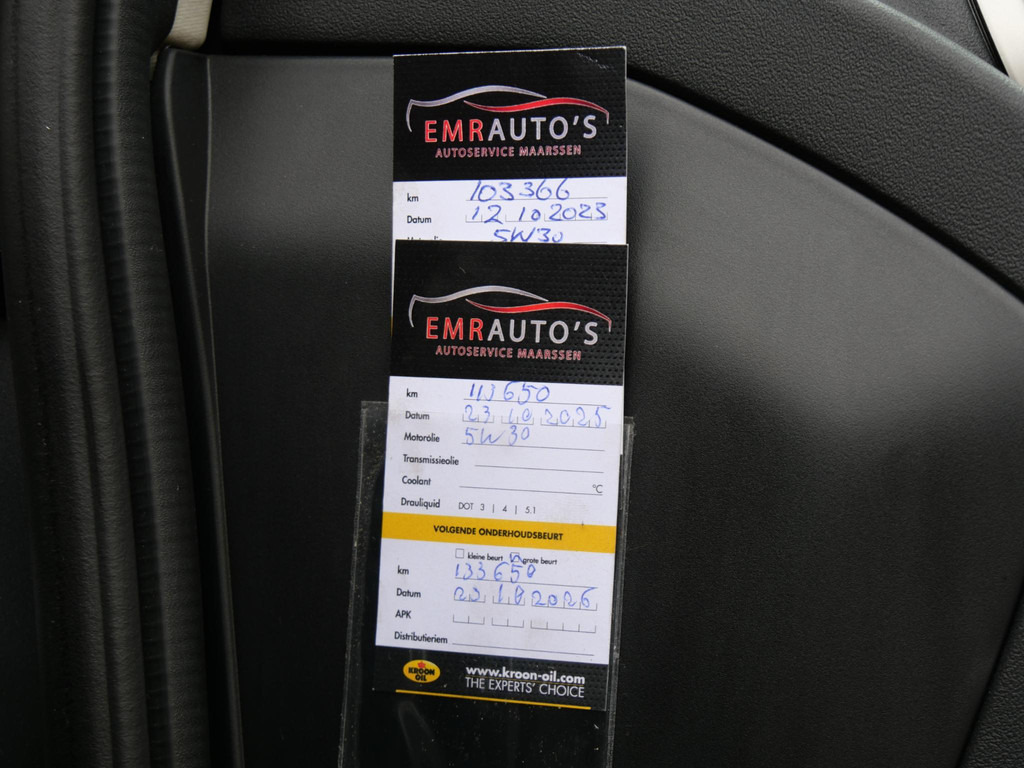 EMRAUTO'S
AUTOSERVICE MAARSSEN
km 103366
Datum 12 10 2023
5W30
EMRAUTO'S
AUTOSERVICE MAARSSEN
km 113650
Datum 23 10 2025
Motorolie 5W30
Transmissieolie
Coolant °C
Drauliquid DOT 3 | 4 | 5.1
VOLGENDE ONDERHOUDSBEURT
kleine beurt grote beurt
km 133650
Datum 23 10 2026
APK
Distributieriem
KROON OIL www.kroon-oil.com
THE EXPERTS' CHOICE